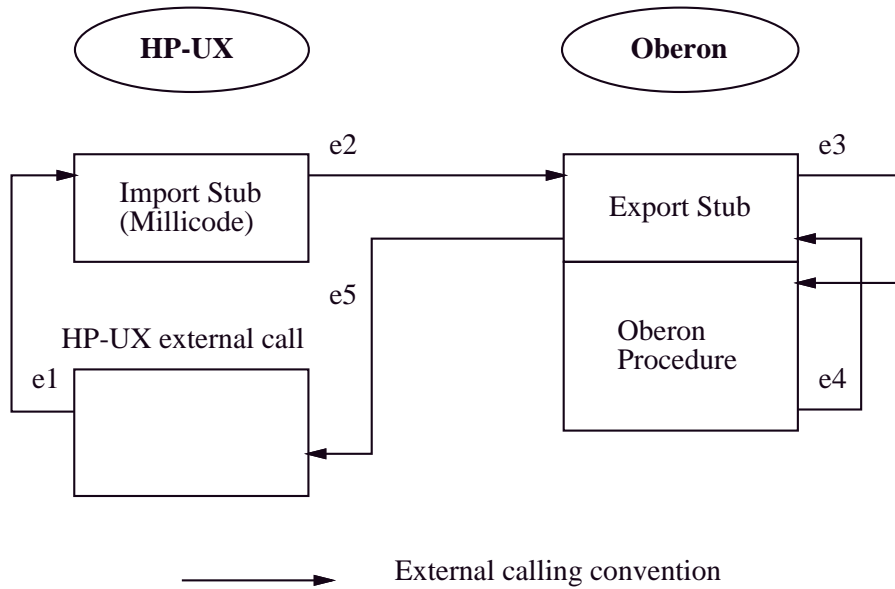 HP-UX
Oberon
e2
e3
Import Stub
(Millicode)
Export Stub
e5
HP-UX external call
Oberon
Procedure
e1
e4
External calling convention